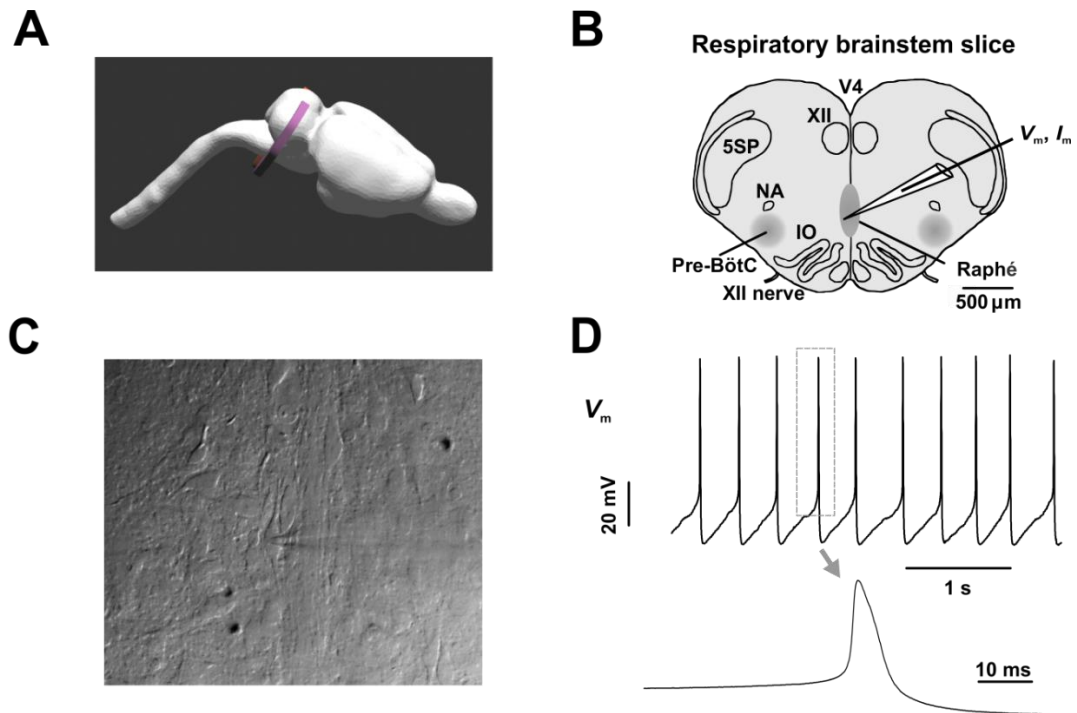 A
B
Respiratory brainstem slice
V4
XII
5SP
Vm, Im
NA
IO
Pre-BötC
Raphé
XII nerve
500 µm
C
D
Vm
20 mV
1 s
10 ms